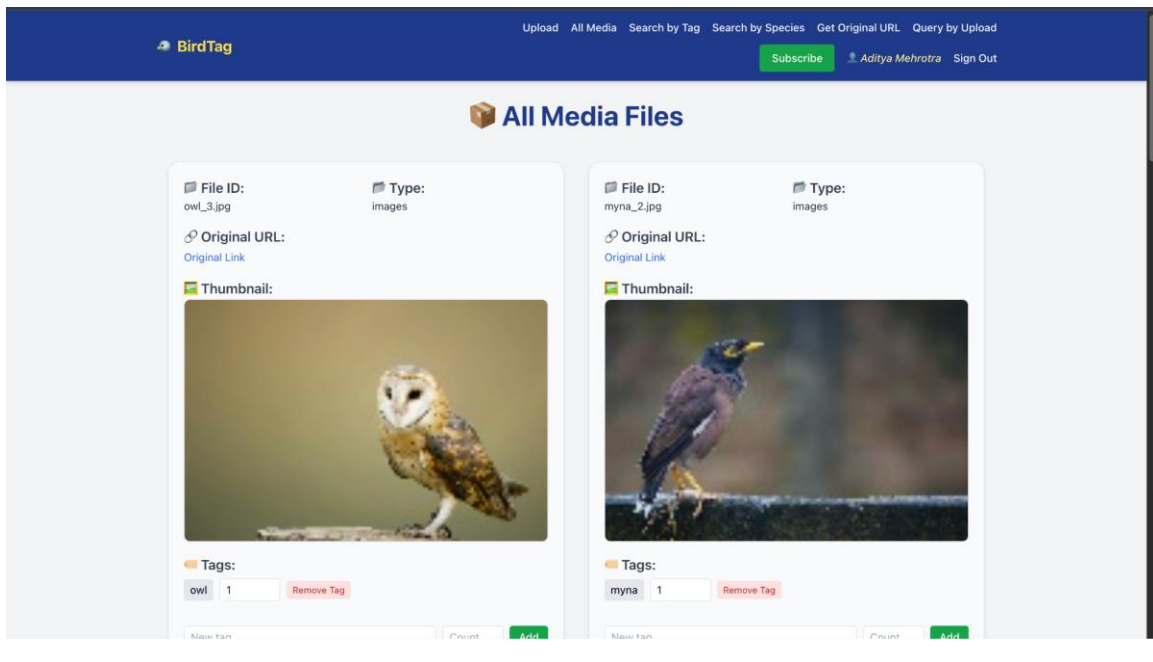 Upload All Media Search by Tag Search by Species Get Original URL Query by Upload
BirdTag
Subscribe Aditya Mehrotra Sign Out
All Media Files
File ID: Type:
owl_3.jpg images
Original URL:
Original Link
Thumbnail:
Tags:
owl 1 Remove Tag
New tag Count Add
File ID: Type:
myna_2.jpg images
Original URL:
Original Link
Thumbnail:
Tags:
myna 1 Remove Tag
New tag Count Add